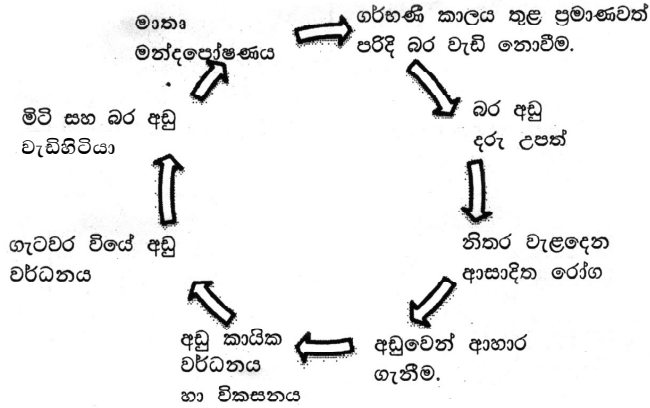 මාතෘ
මන්දපෝෂණය
ගර්භණී කාලය තුළ ප්‍රමාණවත්
පරිදි බර වැඩි නොවීම.
බර අඩු
දරු උපත්
නිතර වැළදෙන
ආසාදිත රෝග
අඩුවෙන් ආහාර
ගැනීම.
අඩු කායික
වර්ධනය
හා විකසනය
ගැටවර වියේ අඩු
වර්ධනය
මිටි සහ බර අඩු
වැඩිහිටියා